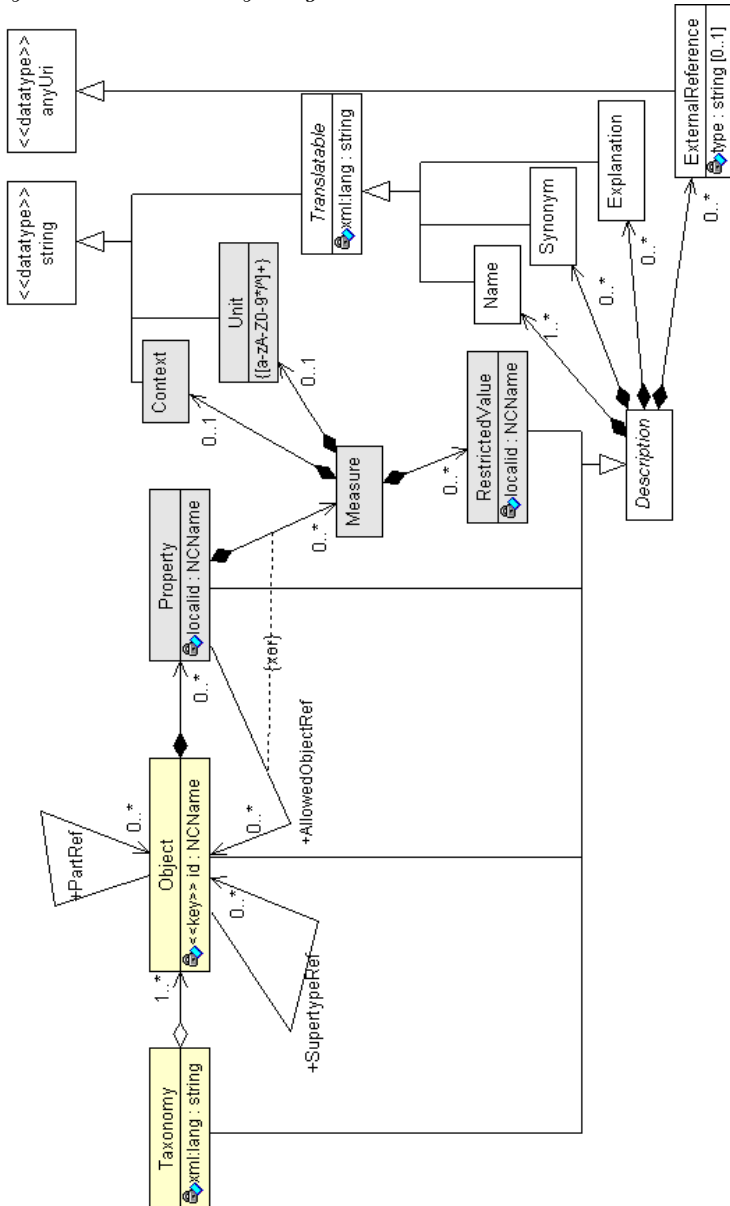 <<datatype>>
string
<<datatype>>
anyUri
Context
Unit
{[a-zA-Z0-9*/^]+}
Translatable
xml:lang : string
0..1
0..1
Taxonomy
xml:lang : string
1..*
Object
<<key>> id : NCName
+PartRef
0..*
+SupertypeRef
0..*
0..*
+AllowedObjectRef
{xor}
0..*
Property
localid : NCName
0..*
Measure
0..*
RestrictedValue
localid : NCName
Name
Synonym
Explanation
ExternalReference
type : string [0..1]
1..*
0..*
0..*
0..*
Description